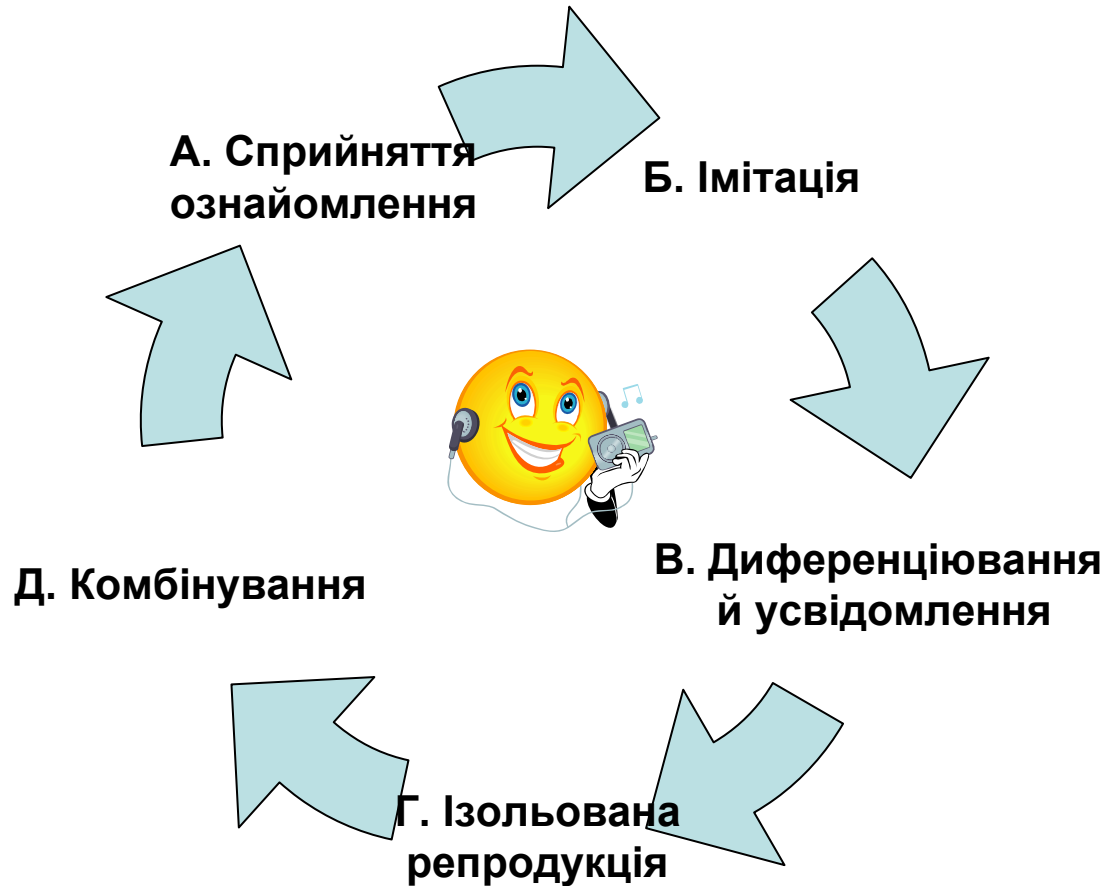 А. Сприйняття
ознайомлення
Б. Імітація
В. Диференціювання
й усвідомлення
Г. Ізольована
репродукція
Д. Комбінування